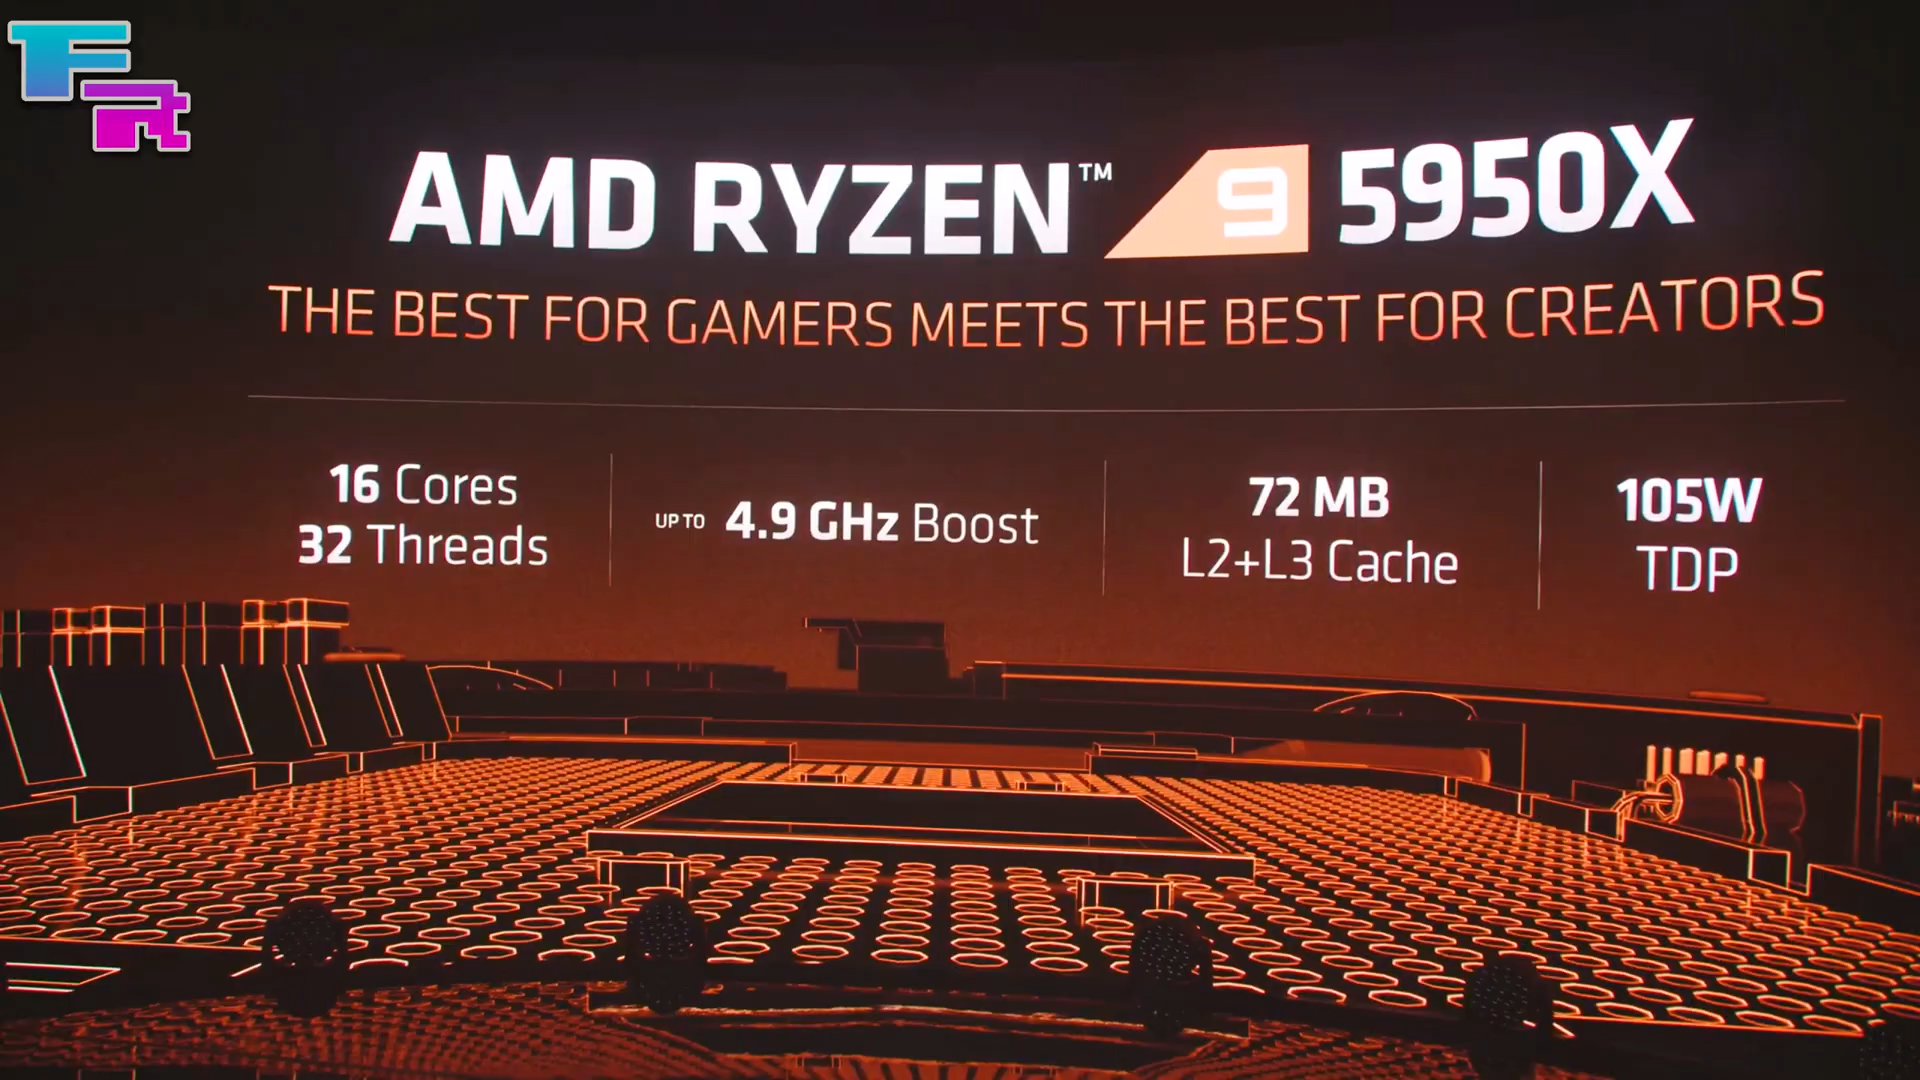 FR
AMD RYZEN™ 9 5950X
THE BEST FOR GAMERS MEETS THE BEST FOR CREATORS
16 Cores
32 Threads
UP TO 4.9 GHz Boost
72 MB
L2+L3 Cache
105W
TDP